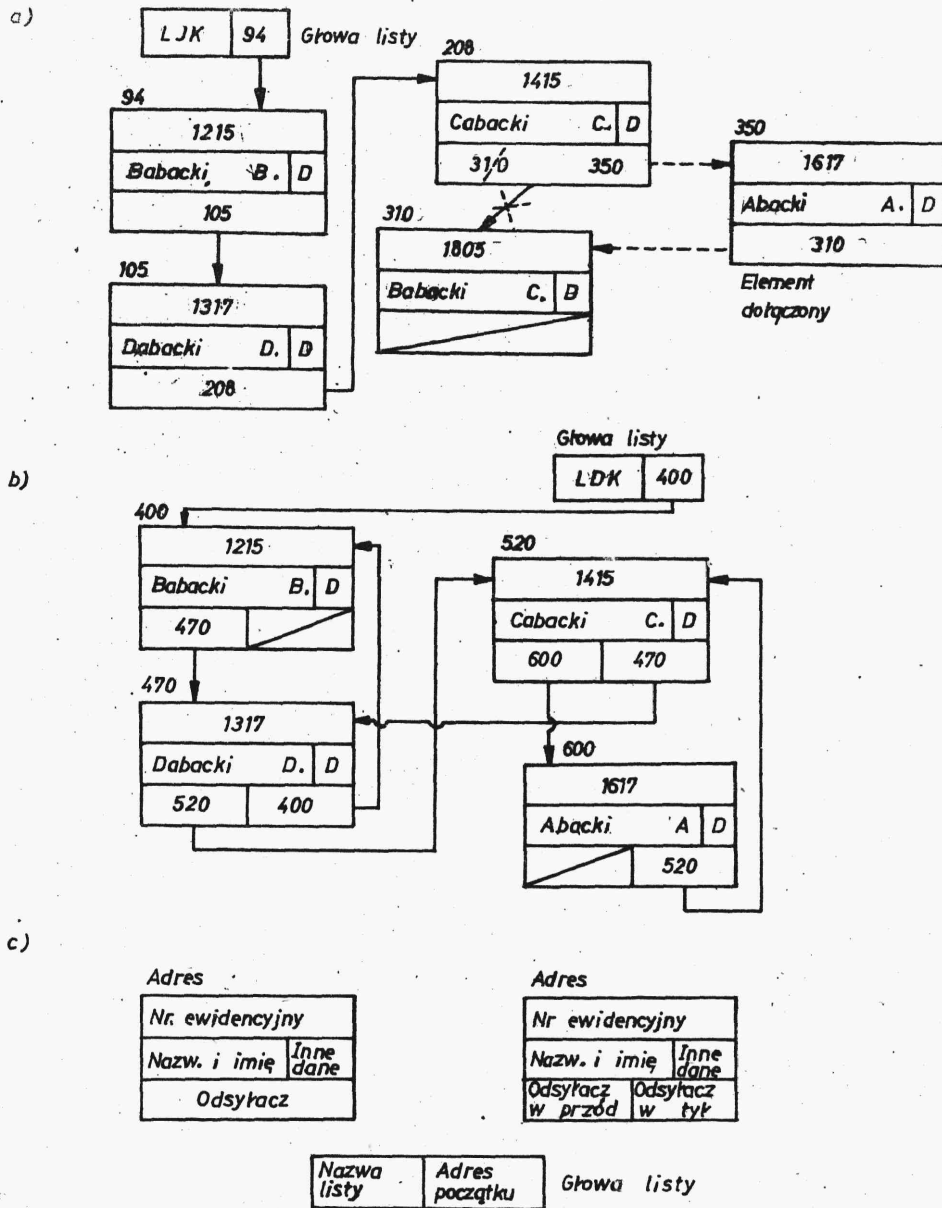 a)
LJK 94 Głowa listy
94
1215
Babacki B. D
105
105
1317
Dabacki D. D
208
208
1415
Cabacki C. D
310 350
310
1805
Babacki C. D
350
1617
Abacki A. D
310
Element
dołączony
b)
Głowa listy
LDK 400
400
1215
Babacki B. D
470
470
1317
Dabacki D. D
520 400
520
1415
Cabacki C. D
600 470
600
1617
Abacki A D
520
c)
Adres
Nr. ewidencyjny
Nazw. i imię Inne
dane
Odsyłacz
Adres
Nr ewidencyjny
Nazw. i imię Inne
dane
Odsyłacz
w przód
Odsyłacz
w tył
Nazwa
listy
Adres
początku
Głowa listy